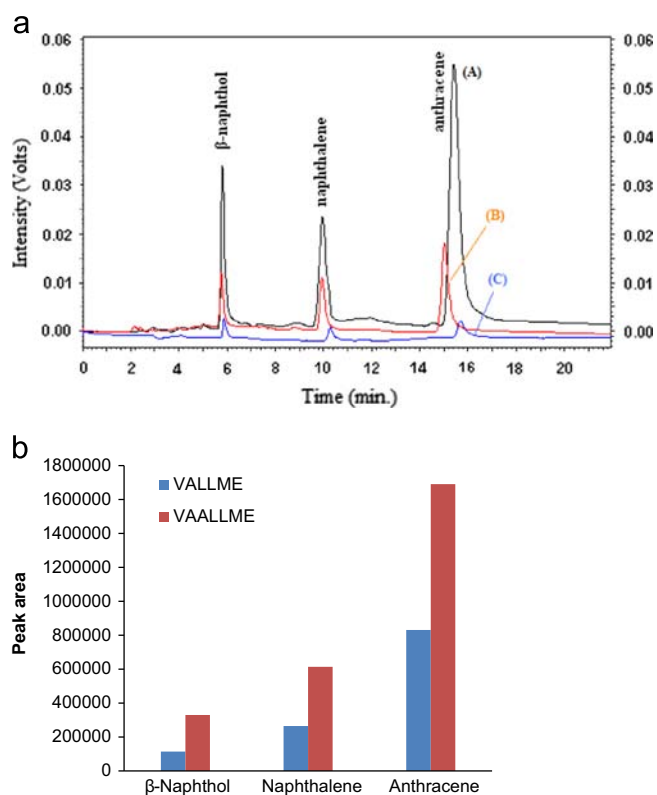 a
0.06 0.06
0.05 0.05
0.04 0.04
0.03 0.03
0.02 0.02
0.01 0.01
0.00 0.00
Intensity (Volts)
β-naphthol
naphthalene
anthracene
(A)
(B)
(C)
0 2 4 6 8 10 12 14 16 18 20
Time (min.)
b
1800000
1600000
1400000
1200000
1000000
800000
600000
400000
200000
0
Peak area
VALLME
VAALLME
β-Naphthol Naphthalene Anthracene